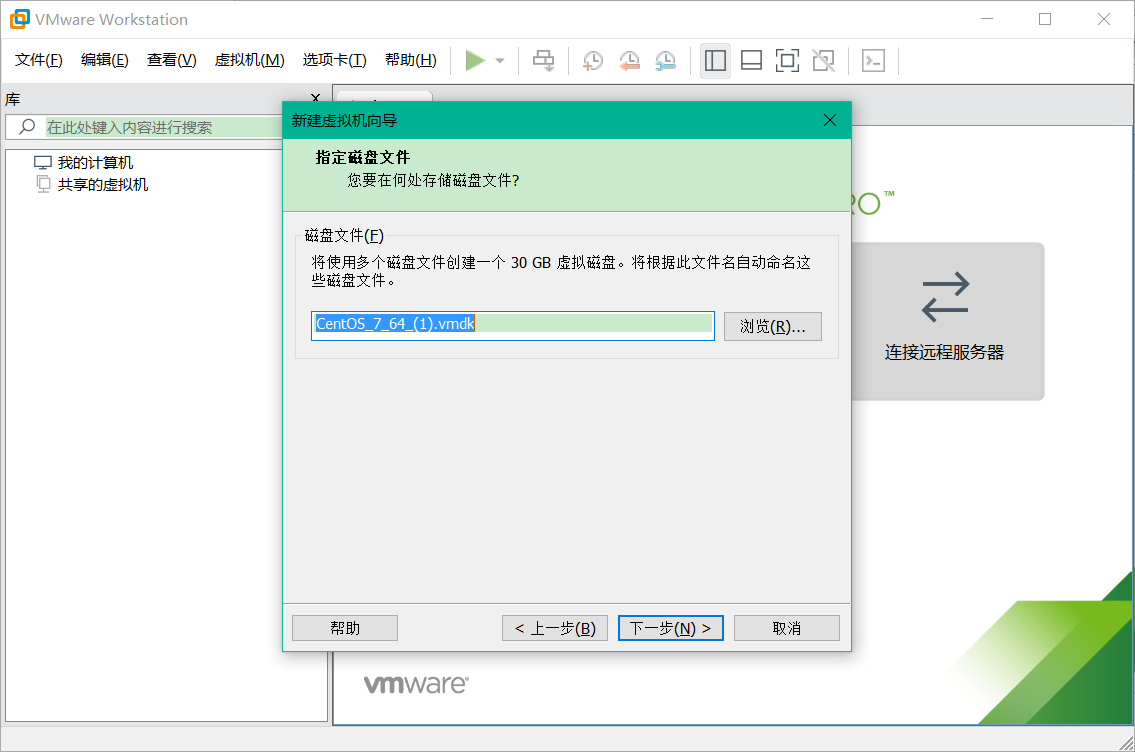 VMware Workstation
文件(F) 编辑(E) 查看(V) 虚拟机(M) 选项卡(T) 帮助(H)
库
在此处键入内容进行搜索
我的计算机
共享的虚拟机
新建虚拟机向导
指定磁盘文件
您要在何处存储磁盘文件?
磁盘文件(F)
将使用多个磁盘文件创建一个 30 GB 虚拟磁盘。将根据此文件名自动命名这
些磁盘文件。
CentOS_7_64_(1).vmdk
浏览(R)...
帮助
< 上一步(B)
下一步(N) >
取消
RO™
连接远程服务器
vmware®